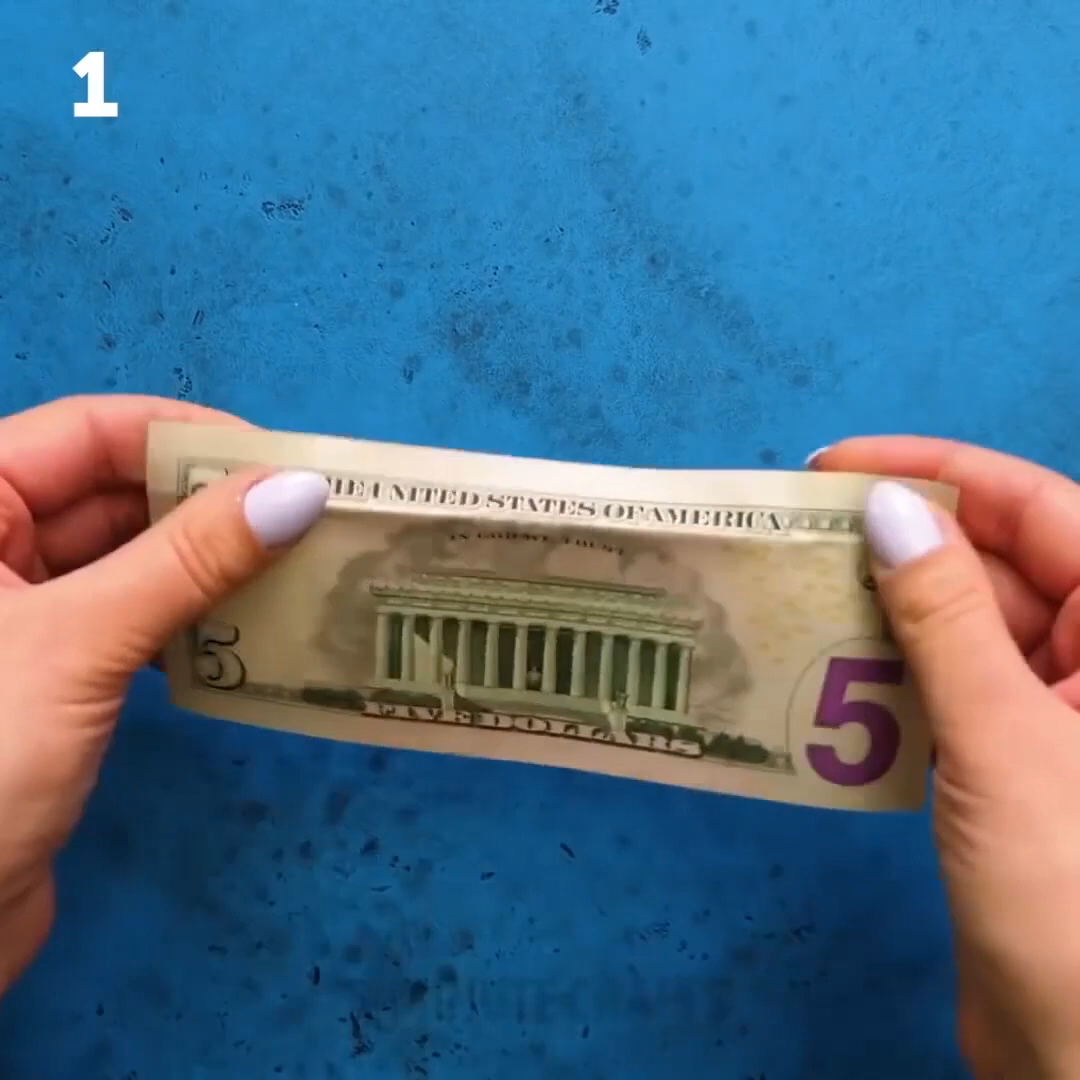 1
THE UNITED STATES OF AMERICA
IN GOD WE TRUST
5
FIVE DOLLARS
5